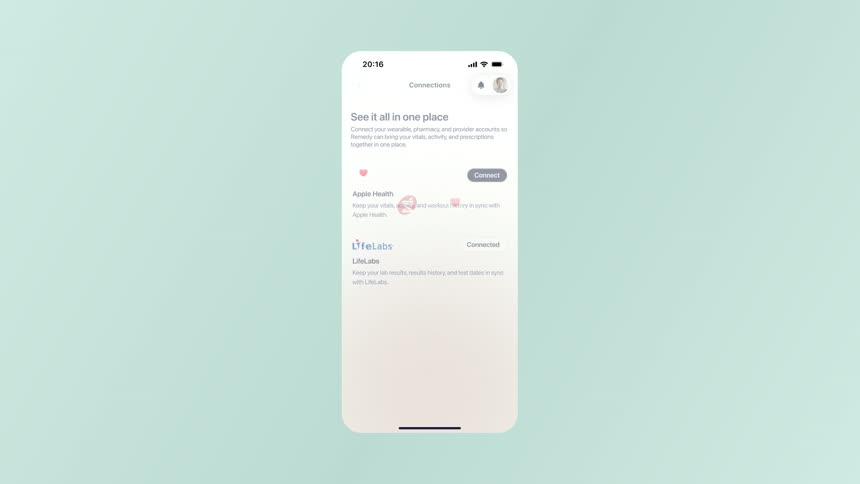 20:16
Connections
See it all in one place
Connect your wearable, pharmacy, and provider accounts so
Remedy can bring your vitals, activity, and prescriptions
together in one place.
Connect
Apple Health
Keep your vitals, activity and workout history in sync with
Apple Health.
LifeLabs
Connected
LifeLabs
Keep your lab results, results history, and test dates in sync
with LifeLabs.